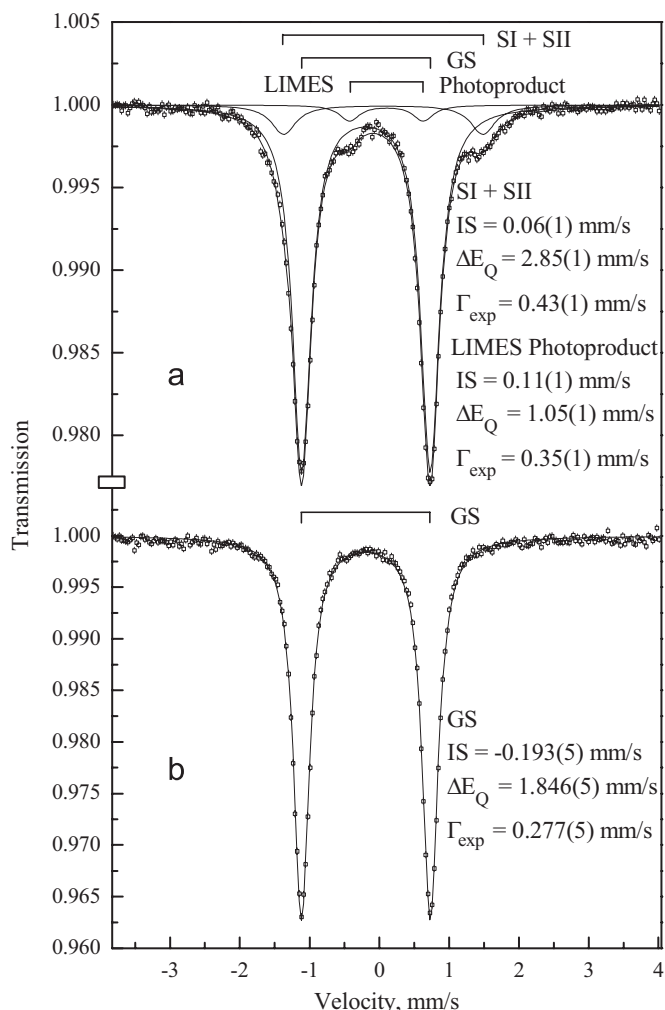 1.005
SI + SII
GS
LIMES Photoproduct
1.000
0.995
SI + SII
IS = 0.06(1) mm/s
0.990
ΔE_Q = 2.85(1) mm/s
Γ_exp = 0.43(1) mm/s
0.985
LIMES Photoproduct
a
IS = 0.11(1) mm/s
0.980
ΔE_Q = 1.05(1) mm/s
Γ_exp = 0.35(1) mm/s
Transmission
GS
1.000
0.995
0.990
0.985
0.980
GS
b
IS = -0.193(5) mm/s
0.975
ΔE_Q = 1.846(5) mm/s
0.970
Γ_exp = 0.277(5) mm/s
0.965
0.960
-3 -2 -1 0 1 2 3 4
Velocity, mm/s